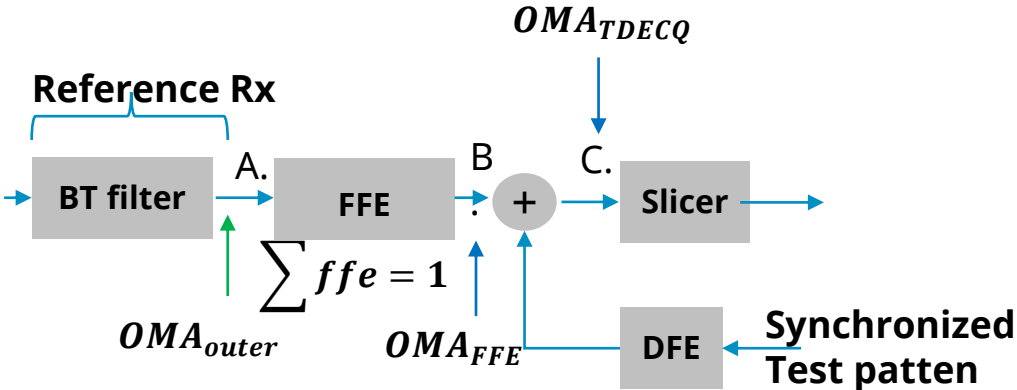 OMA_TDECQ
Reference Rx
A.
B
.
C.
BT filter
FFE
+
Slicer
∑ ffe = 1
OMA_outer
OMA_FFE
DFE
Synchronized
Test patten